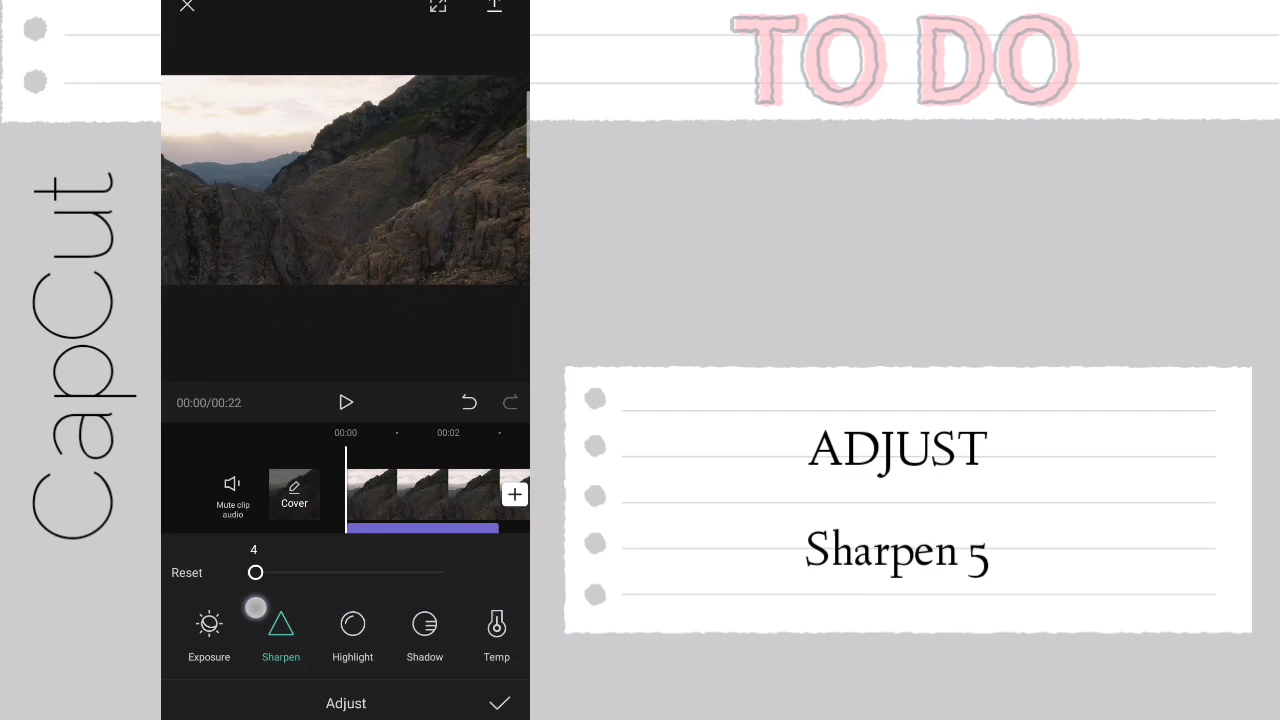 TO DO
CapCut
00:00/00:22
00:00
00:02
Mute clip
audio
Cover
4
Reset
Exposure
Sharpen
Highlight
Shadow
Temp
Adjust
ADJUST
Sharpen 5